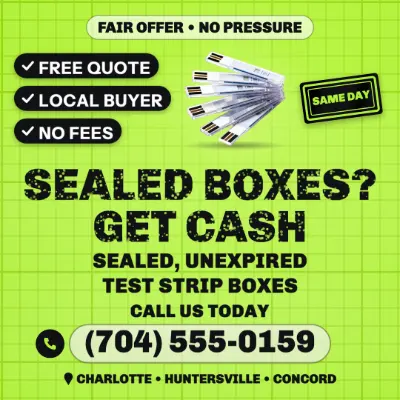 FAIR OFFER • NO PRESSURE
FREE QUOTE
LOCAL BUYER
NO FEES
SAME DAY
SEALED BOXES?
GET CASH
SEALED, UNEXPIRED
TEST STRIP BOXES
CALL US TODAY
(704) 555-0159
CHARLOTTE • HUNTERSVILLE • CONCORD